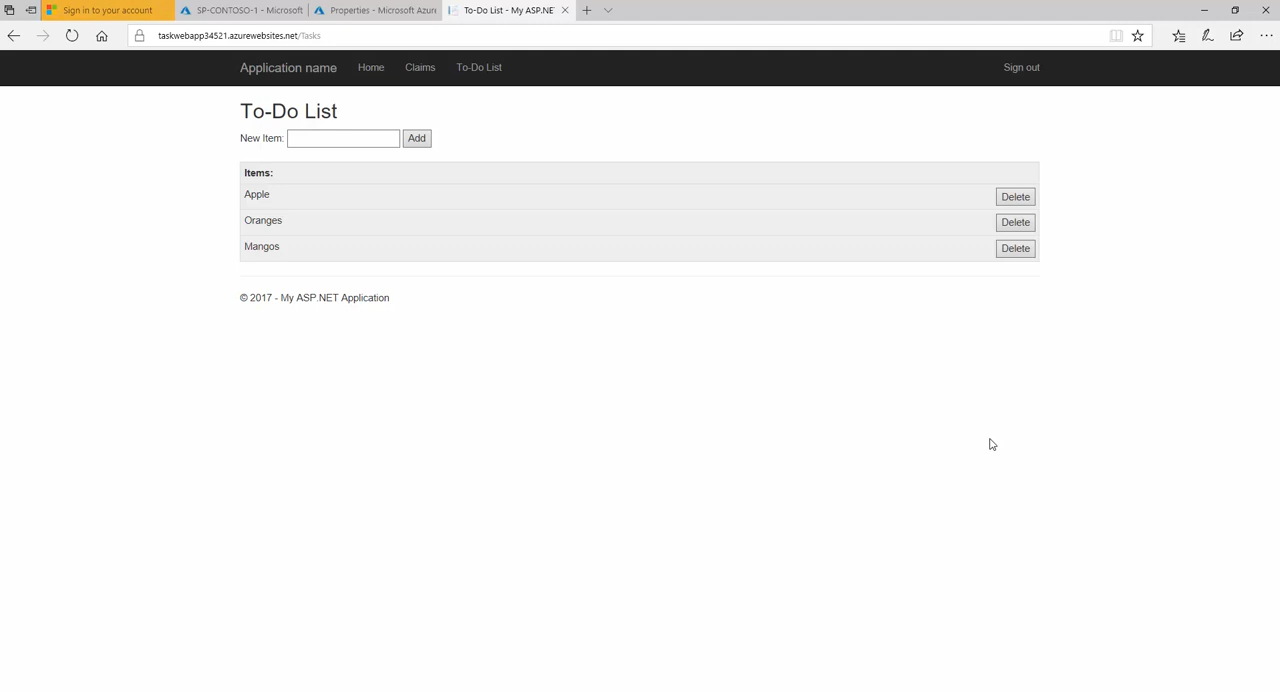 Sign in to your account SP-CONTOSO-1 - Microsoft Properties - Microsoft Azur To-Do List - My ASP.NE
taskwebapp34521.azurewebsites.net/Tasks
Application name Home Claims To-Do List Sign out
To-Do List
New Item: Add
Items:
Apple Delete
Oranges Delete
Mangos Delete
© 2017 - My ASP.NET Application